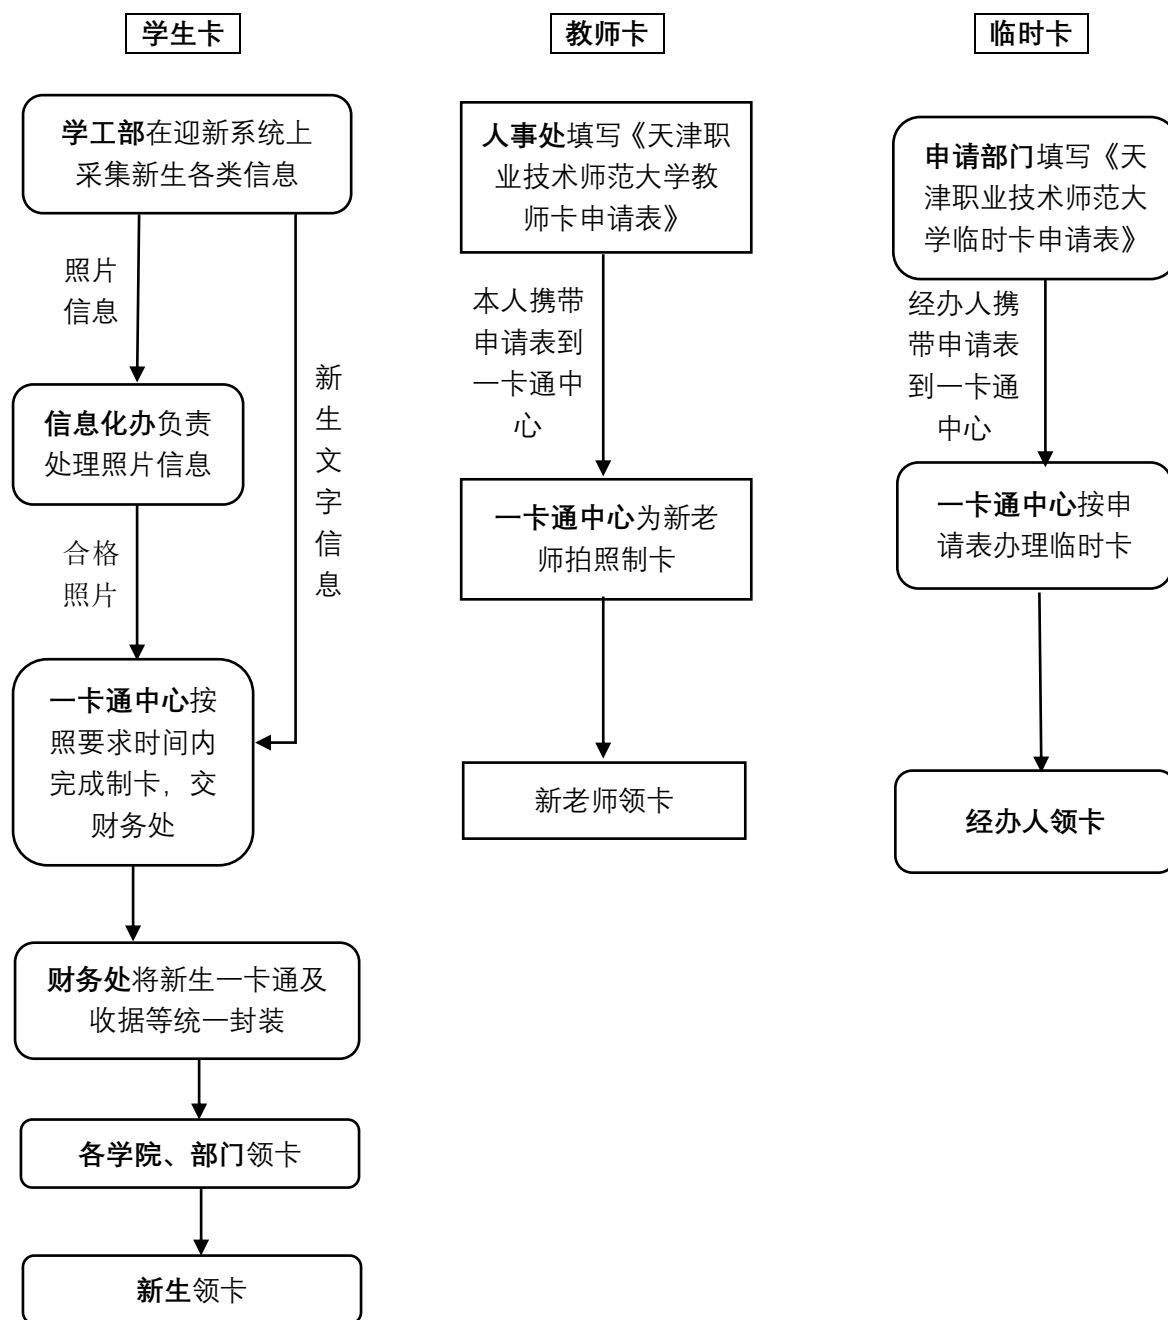 学生卡
学工部在迎新系统上
采集新生各类信息
照片
信息
新
生
文
字
信
息
信息化办负责
处理照片信息
合格
照片
一卡通中心按
照要求时间内
完成制卡，交
财务处
财务处将新生一卡通及
收据等统一封装
各学院、部门领卡
新生领卡
教师卡
人事处填写《天津职
业技术师范大学教
师卡申请表》
本人携带
申请表到
一卡通中
心
一卡通中心为新老
师拍照制卡
新老师领卡
临时卡
申请部门填写《天
津职业技术师范大
学临时卡申请表》
经办人携
带申请表
到一卡通
中心
一卡通中心按申
请表办理临时卡
经办人领卡